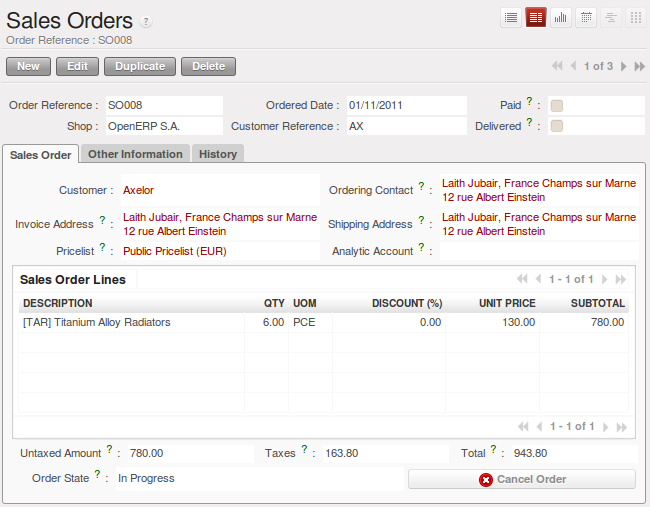 Sales Orders ?
Order Reference : SO008
New Edit Duplicate Delete 1 of 3
Order Reference : SO008 Ordered Date : 01/11/2011 Paid ? :
Shop : OpenERP S.A. Customer Reference : AX Delivered ? :
Sales Order Other Information History
Customer : Axelor Ordering Contact ? : Laith Jubair, France Champs sur Marne
12 rue Albert Einstein
Invoice Address ? : Laith Jubair, France Champs sur Marne Shipping Address ? : Laith Jubair, France Champs sur Marne
12 rue Albert Einstein 12 rue Albert Einstein
Pricelist ? : Public Pricelist (EUR) Analytic Account ? :
Sales Order Lines 1 - 1 of 1
DESCRIPTION QTY UOM DISCOUNT (%) UNIT PRICE SUBTOTAL
[TAR] Titanium Alloy Radiators 6.00 PCE 0.00 130.00 780.00
1 - 1 of 1
Untaxed Amount ? : 780.00 Taxes ? : 163.80 Total ? : 943.80
Order State ? : In Progress Cancel Order